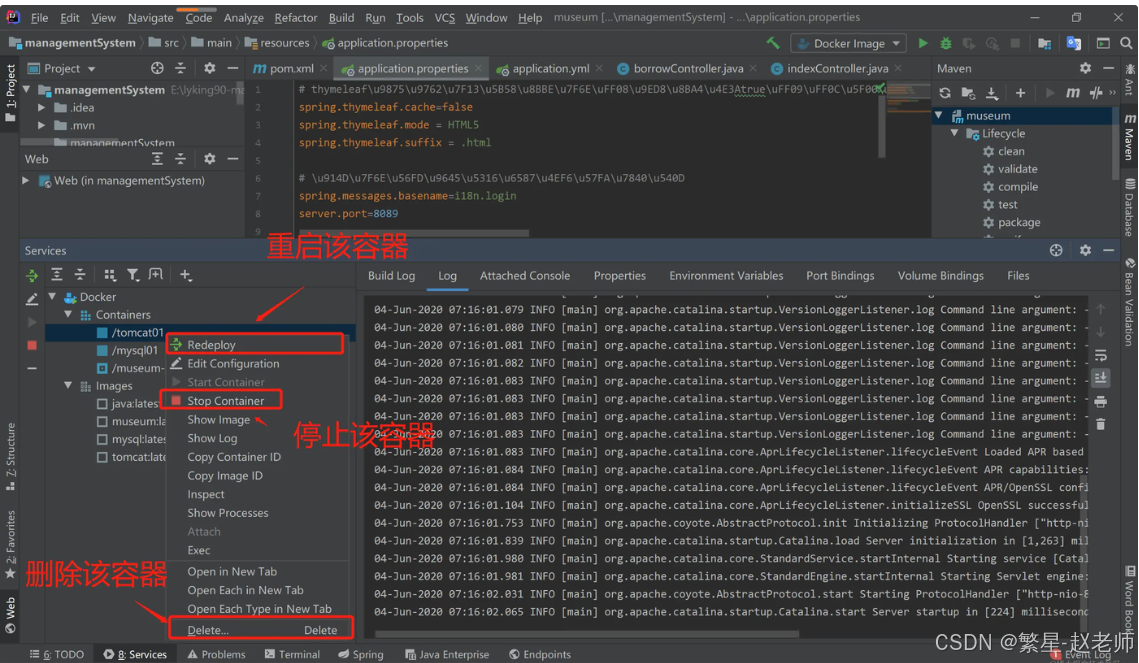 File Edit View Navigate Code Analyze Refactor Build Run Tools VCS Window Help museum [...\managementSystem] - ...\application.properties
managementSystem src main resources application.properties Docker Image
Project pom.xml application.properties application.yml borrowController.java indexController.java Maven
1: Project
managementSystem E:\yking90-md
.idea
.mvn
managementSystem
Web
Web (in managementSystem)
1 # thymeleaf\u9875\u9762\u7F13\u5B58\u8BBE\u7F6E\uFF08\u9ED8\u8BA4\u4E3Atrue\uFF09\uFF0C\u5F00
2 spring.thymeleaf.cache=false
3 spring.thymeleaf.mode = HTML5
4 spring.thymeleaf.suffix = .html
5
6 # \u914D\u7F6E\u56FD\u9645\u5316\u6587\u4EF6\u57FA\u7840\u540D
7 spring.messages.basename=i18n.login
8 server.port=8089
9
museum
Lifecycle
clean
validate
compile
test
package
Ant
Maven
Database
Bean Validation
Word Book
重启该容器
Services
Build Log Log Attached Console Properties Environment Variables Port Bindings Volume Bindings Files
Docker
Containers
/tomcat01
/mysql01
/museum-
Images
java:lates
museum:la
mysql:lates
tomcat:late
Redeploy
Edit Configuration
Start Container
Stop Container
Show Image
Show Log
Copy Container ID
Copy Image ID
Inspect
Show Processes
Attach
Exec
Open in New Tab
Open Each in New Tab
Open Each Type in New Tab
Delete... Delete
停止该容器
删除该容器
04-Jun-2020 07:16:01.079 INFO [main] org.apache.catalina.startup.VersionLoggerListener.log Command line argument: -
04-Jun-2020 07:16:01.080 INFO [main] org.apache.catalina.startup.VersionLoggerListener.log Command line argument: -
04-Jun-2020 07:16:01.081 INFO [main] org.apache.catalina.startup.VersionLoggerListener.log Command line argument: -
04-Jun-2020 07:16:01.082 INFO [main] org.apache.catalina.startup.VersionLoggerListener.log Command line argument: -
04-Jun-2020 07:16:01.083 INFO [main] org.apache.catalina.startup.VersionLoggerListener.log Command line argument: -
04-Jun-2020 07:16:01.083 INFO [main] org.apache.catalina.startup.VersionLoggerListener.log Command line argument: -
04-Jun-2020 07:16:01.083 INFO [main] org.apache.catalina.startup.VersionLoggerListener.log Command line argument: -
04-Jun-2020 07:16:01.083 INFO [main] org.apache.catalina.startup.VersionLoggerListener.log Command line argument: -
04-Jun-2020 07:16:01.083 INFO [main] org.apache.catalina.core.AprLifecycleListener.lifecycleEvent Loaded APR based
04-Jun-2020 07:16:01.084 INFO [main] org.apache.catalina.core.AprLifecycleListener.lifecycleEvent APR capabilities:
04-Jun-2020 07:16:01.084 INFO [main] org.apache.catalina.core.AprLifecycleListener.lifecycleEvent APR/OpenSSL confi
04-Jun-2020 07:16:01.104 INFO [main] org.apache.catalina.core.AprLifecycleListener.initializeSSL OpenSSL successful
04-Jun-2020 07:16:01.753 INFO [main] org.apache.coyote.AbstractProtocol.init Initializing ProtocolHandler ["http-ni
04-Jun-2020 07:16:01.839 INFO [main] org.apache.catalina.startup.Catalina.load Server initialization in [1,263] mil
04-Jun-2020 07:16:01.980 INFO [main] org.apache.catalina.core.StandardService.startInternal Starting service [Catal
04-Jun-2020 07:16:01.981 INFO [main] org.apache.catalina.core.StandardEngine.startInternal Starting Servlet engine:
04-Jun-2020 07:16:02.031 INFO [main] org.apache.coyote.AbstractProtocol.start Starting ProtocolHandler ["http-nio-8
04-Jun-2020 07:16:02.065 INFO [main] org.apache.catalina.startup.Catalina.start Server startup in [224] millisecond
Z: Structure
2: Favorites
Web
6: TODO 8: Services Problems Terminal Spring Java Enterprise Endpoints Event Log
CSDN @繁星-赵老师